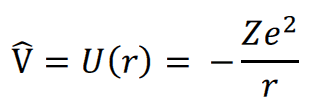 V̂ = U(r) = − Ze²/r